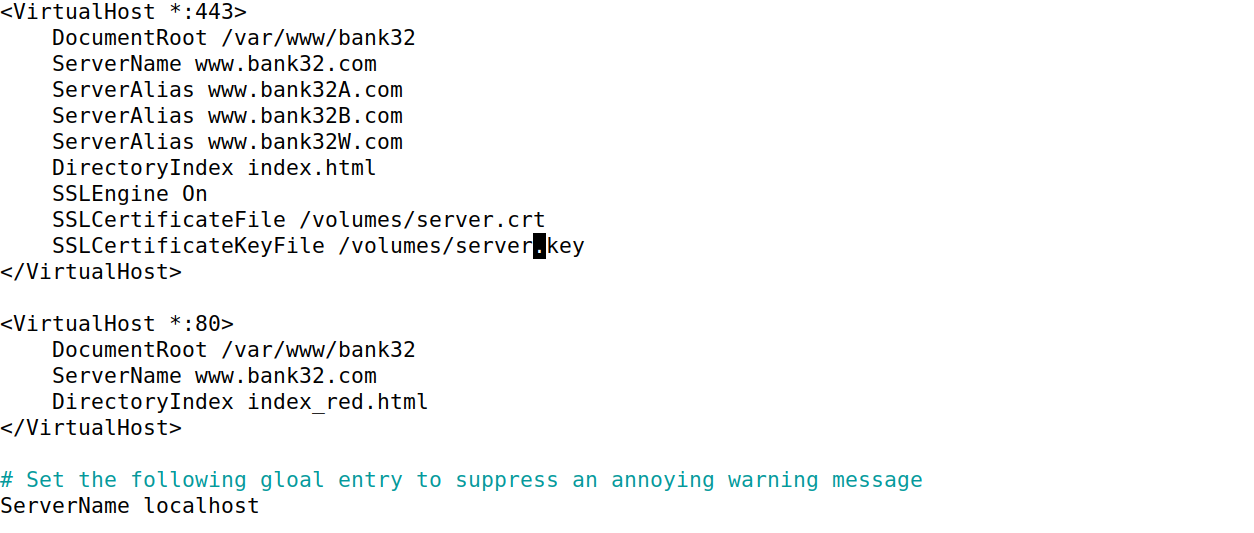 <VirtualHost *:443>
    DocumentRoot /var/www/bank32
    ServerName www.bank32.com
    ServerAlias www.bank32A.com
    ServerAlias www.bank32B.com
    ServerAlias www.bank32W.com
    DirectoryIndex index.html
    SSLEngine On
    SSLCertificateFile /volumes/server.crt
    SSLCertificateKeyFile /volumes/server.key
</VirtualHost>

<VirtualHost *:80>
    DocumentRoot /var/www/bank32
    ServerName www.bank32.com
    DirectoryIndex index_red.html
</VirtualHost>

# Set the following gloal entry to suppress an annoying warning message
ServerName localhost